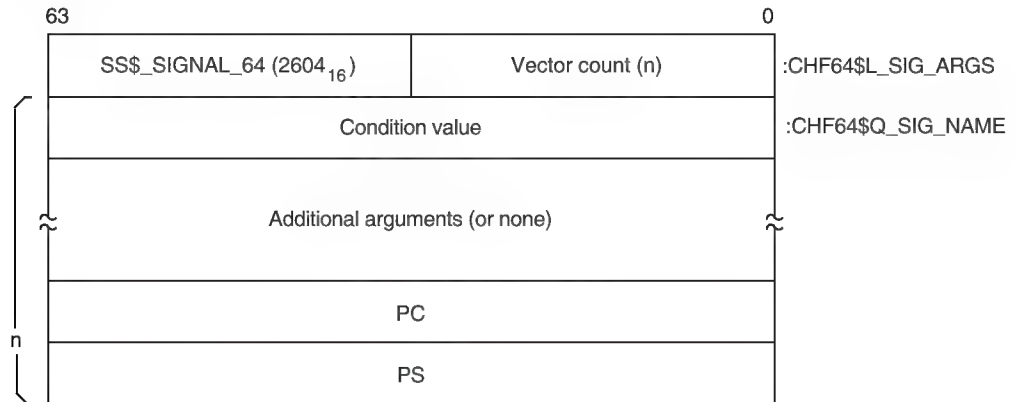 63 0
SS$_SIGNAL_64 (2604₁₆) Vector count (n) :CHF64$L_SIG_ARGS
Condition value :CHF64$Q_SIG_NAME
Additional arguments (or none)
PC
n
PS